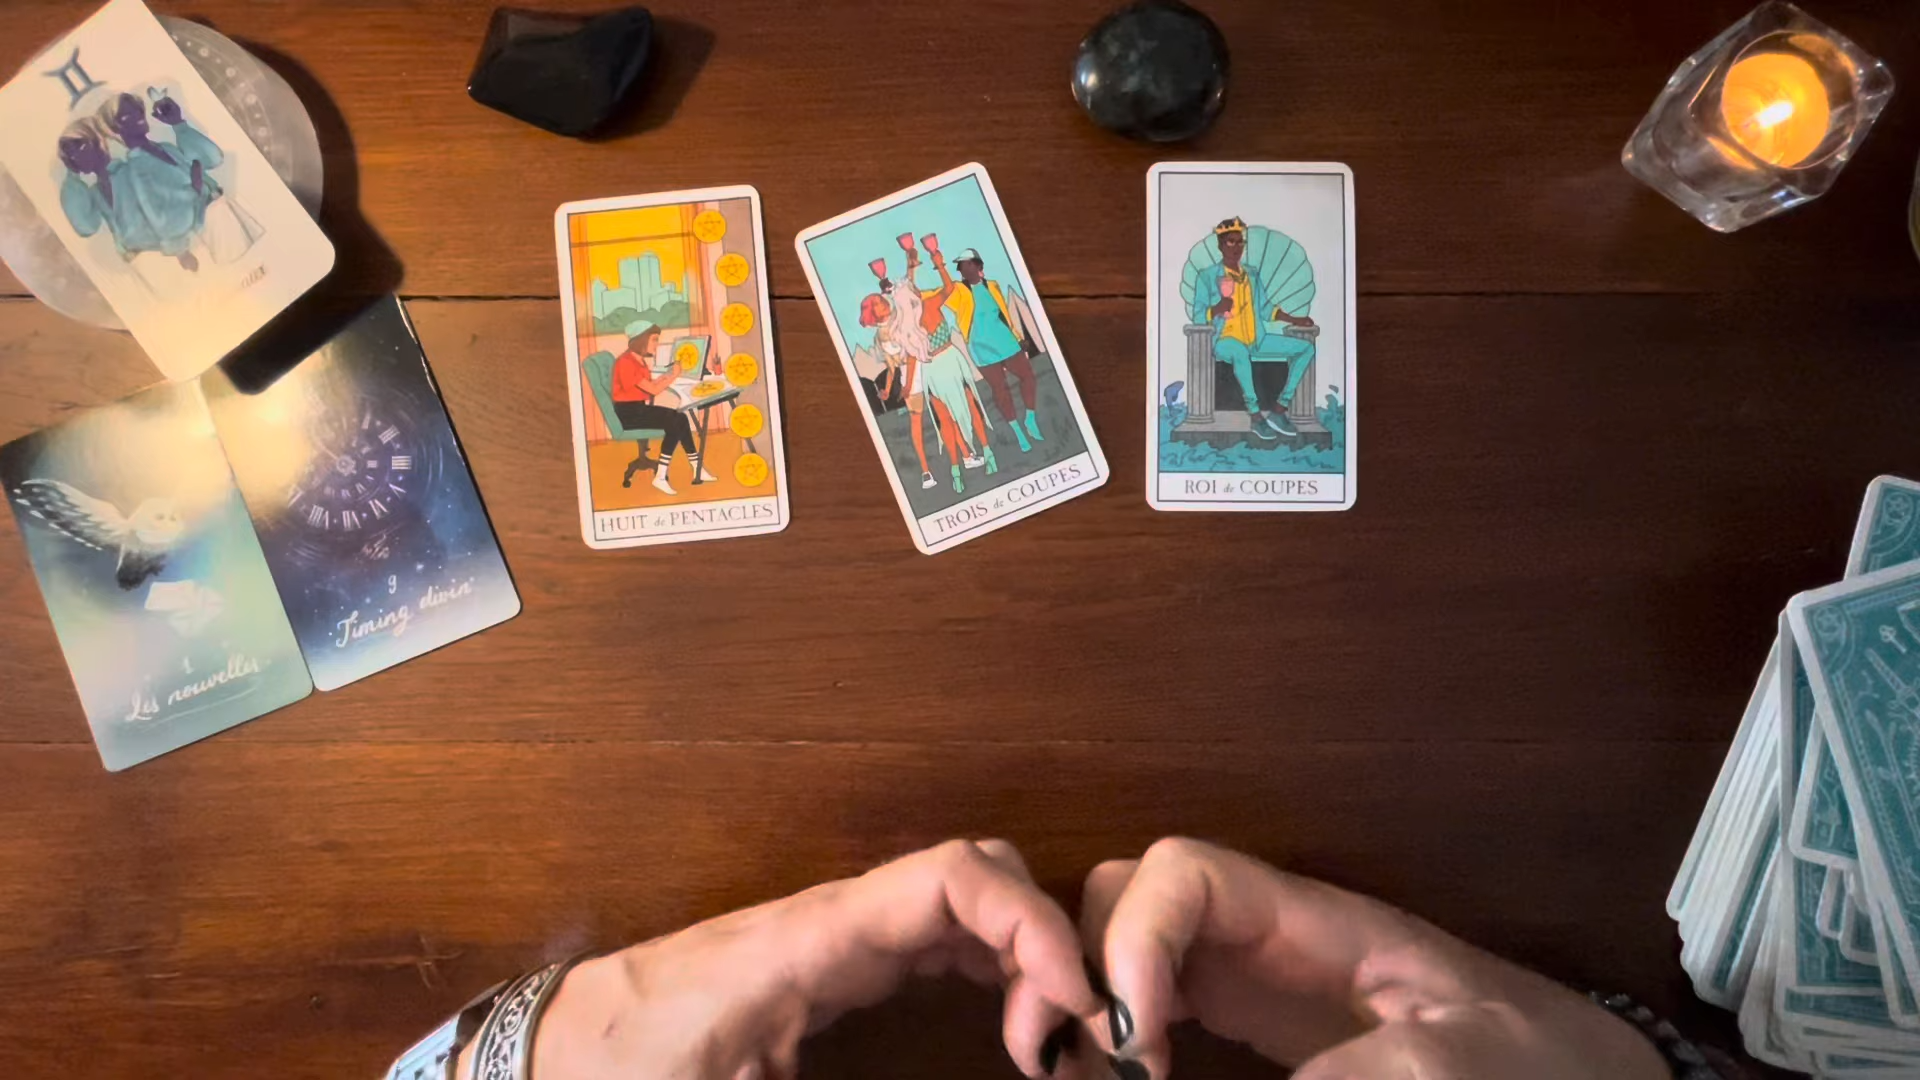 HUIT de PENTACLES
TROIS de COUPES
ROI de COUPES
9
Timing divin
1
Les nouvelles